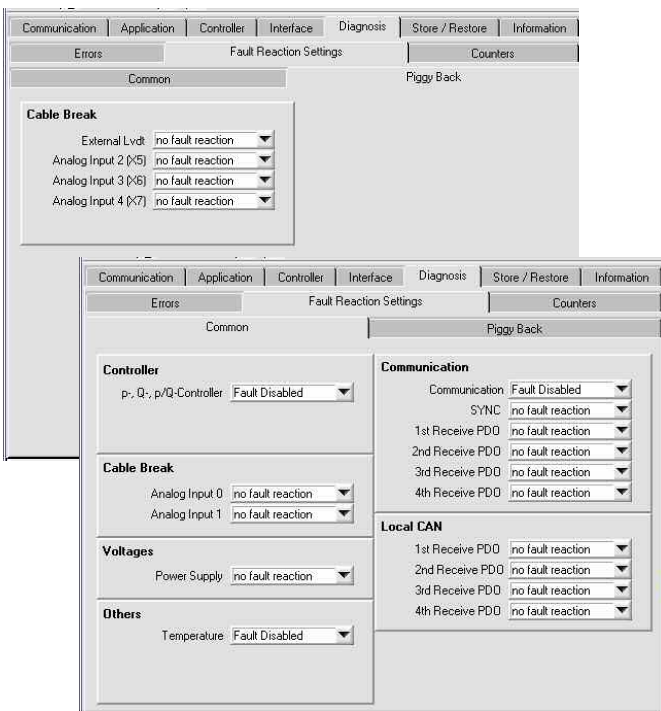 Communication Application Controller Interface Diagnosis Store / Restore Information
Errors Fault Reaction Settings Counters
Common Piggy Back
Cable Break
External Lvdt no fault reaction
Analog Input 2 (X5) no fault reaction
Analog Input 3 (X6) no fault reaction
Analog Input 4 (X7) no fault reaction
Communication Application Controller Interface Diagnosis Store / Restore Information
Errors Fault Reaction Settings Counters
Common Piggy Back
Controller
p-, Q-, p/Q-Controller Fault Disabled
Cable Break
Analog Input 0 no fault reaction
Analog Input 1 no fault reaction
Voltages
Power Supply no fault reaction
Others
Temperature Fault Disabled
Communication
Communication Fault Disabled
SYNC no fault reaction
1st Receive PDO no fault reaction
2nd Receive PDO no fault reaction
3rd Receive PDO no fault reaction
4th Receive PDO no fault reaction
Local CAN
1st Receive PDO no fault reaction
2nd Receive PDO no fault reaction
3rd Receive PDO no fault reaction
4th Receive PDO no fault reaction